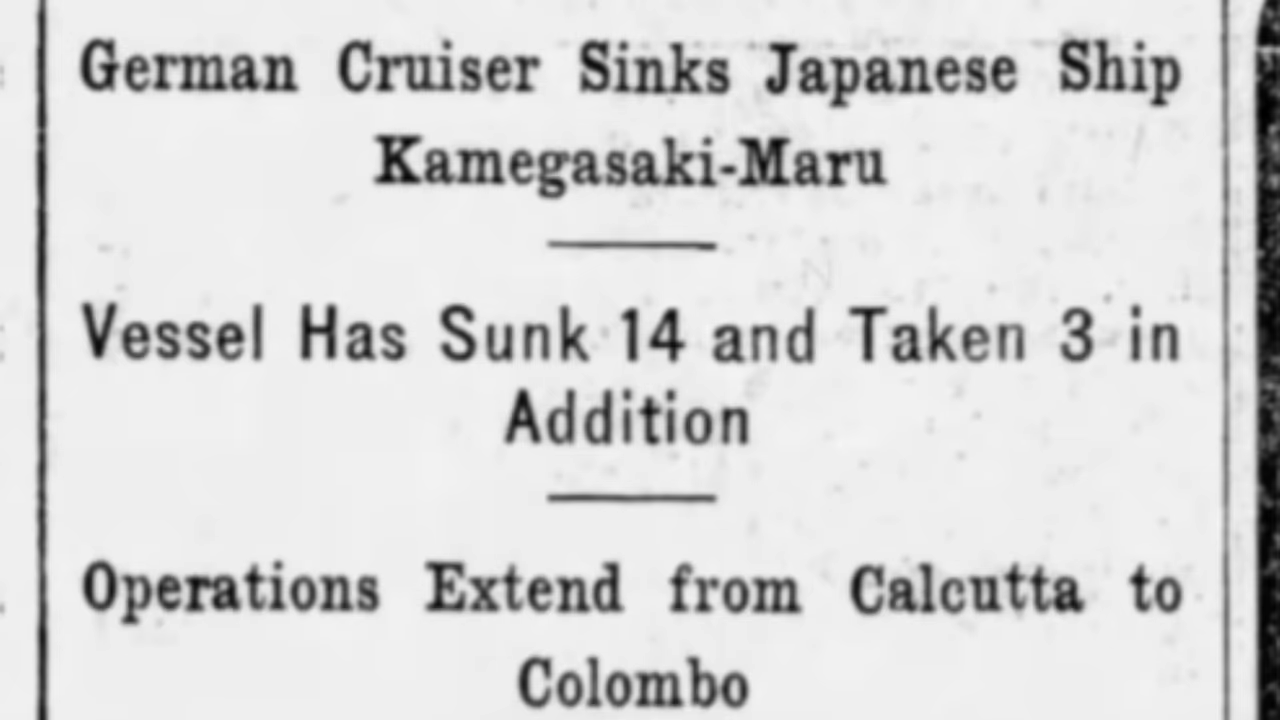 German Cruiser Sinks Japanese Ship
Kamegasaki-Maru
Vessel Has Sunk 14 and Taken 3 in
Addition
Operations Extend from Calcutta to
Colombo